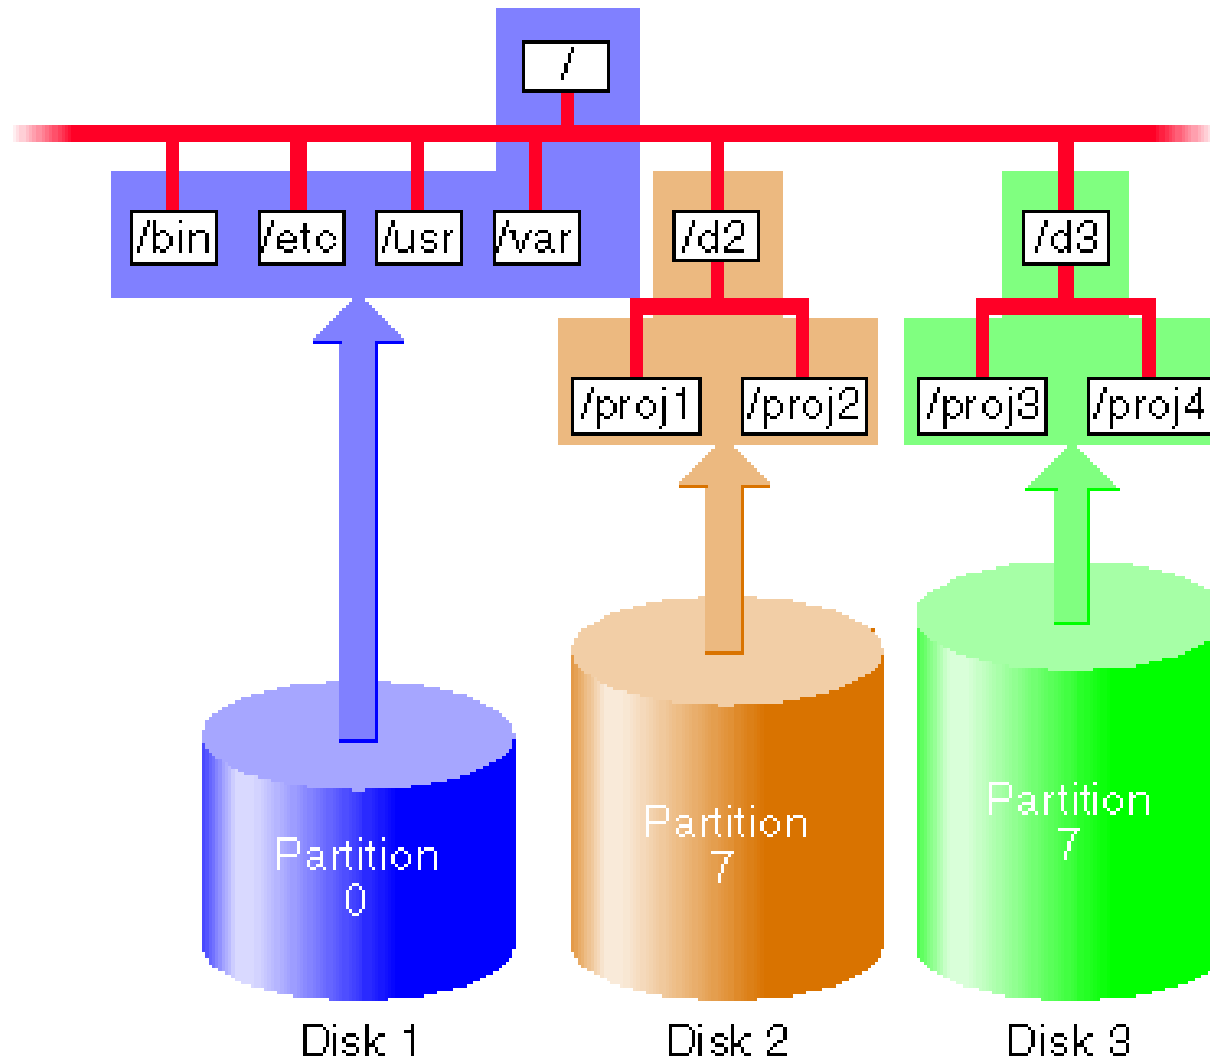 /
/bin /etc /usr /var /d2 /d3
/proj1 /proj2 /proj3 /proj4
Partition
0
Partition
7
Partition
7
Disk 1 Disk 2 Disk 3